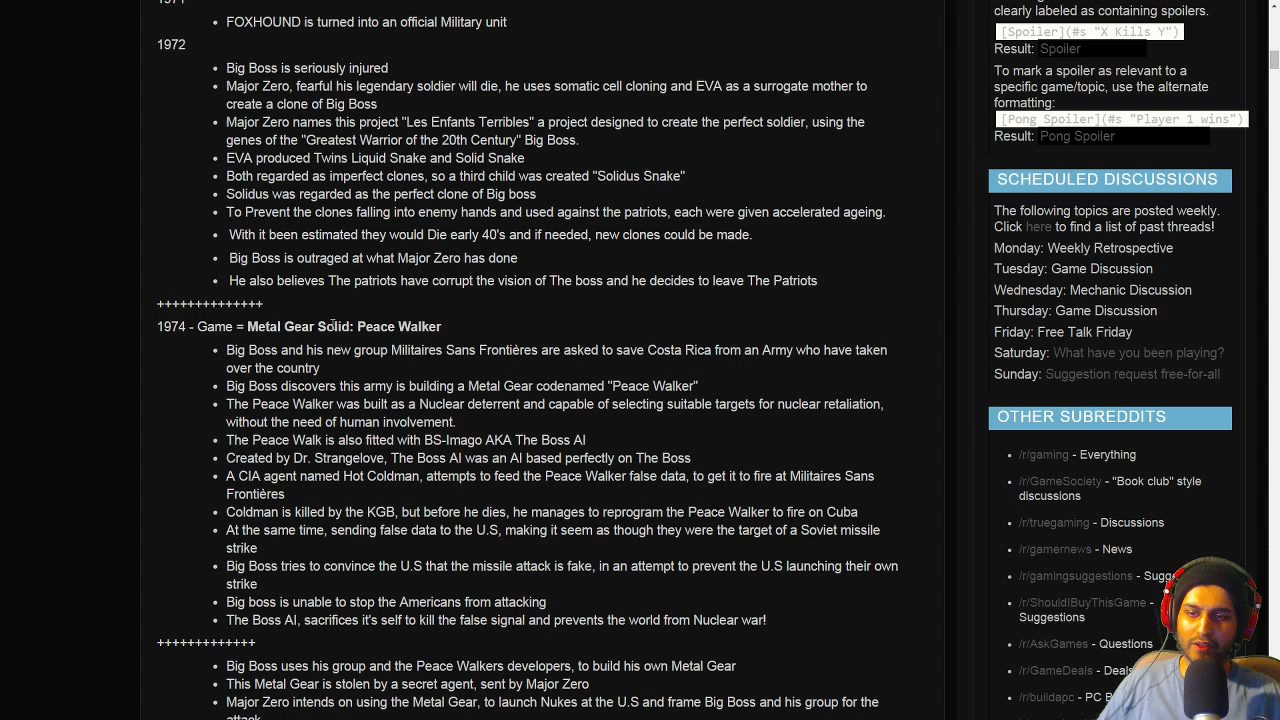 FOXHOUND is turned into an official Military unit
1972
Big Boss is seriously injured
Major Zero, fearful his legendary soldier will die, he uses somatic cell cloning and EVA as a surrogate mother to
create a clone of Big Boss
Major Zero names this project "Les Enfants Terribles" a project designed to create the perfect soldier, using the
genes of the "Greatest Warrior of the 20th Century" Big Boss.
EVA produced Twins Liquid Snake and Solid Snake
Both regarded as imperfect clones, so a third child was created "Solidus Snake"
Solidus was regarded as the perfect clone of Big boss
To Prevent the clones falling into enemy hands and used against the patriots, each were given accelerated ageing.
With it been estimated they would Die early 40's and if needed, new clones could be made.
Big Boss is outraged at what Major Zero has done
He also believes The patriots have corrupt the vision of The boss and he decides to leave The Patriots
++++++++++++++
1974 - Game = Metal Gear Solid: Peace Walker
Big Boss and his new group Militaires Sans Frontières are asked to save Costa Rica from an Army who have taken
over the country
Big Boss discovers this army is building a Metal Gear codenamed "Peace Walker"
The Peace Walker was built as a Nuclear deterrent and capable of selecting suitable targets for nuclear retaliation,
without the need of human involvement.
The Peace Walk is also fitted with BS-Imago AKA The Boss AI
Created by Dr. Strangelove, The Boss AI was an AI based perfectly on The Boss
A CIA agent named Hot Coldman, attempts to feed the Peace Walker false data, to get it to fire at Militaires Sans
Frontières
Coldman is killed by the KGB, but before he dies, he manages to reprogram the Peace Walker to fire on Cuba
At the same time, sending false data to the U.S, making it seem as though they were the target of a Soviet missile
strike
Big Boss tries to convince the U.S that the missile attack is fake, in an attempt to prevent the U.S launching their own
strike
Big boss is unable to stop the Americans from attacking
The Boss AI, sacrifices it's self to kill the false signal and prevents the world from Nuclear war!
+++++++++++++
Big Boss uses his group and the Peace Walkers developers, to build his own Metal Gear
This Metal Gear is stolen by a secret agent, sent by Major Zero
Major Zero intends on using the Metal Gear, to launch Nukes at the U.S and frame Big Boss and his group for the
attack
clearly labeled as containing spoilers.
[Spoiler](#s "X Kills Y")
Result: Spoiler
To mark a spoiler as relevant to a
specific game/topic, use the alternate
formatting:
[Pong Spoiler](#s "Player 1 wins")
Result: Pong Spoiler
SCHEDULED DISCUSSIONS
The following topics are posted weekly.
Click here to find a list of past threads!
Monday: Weekly Retrospective
Tuesday: Game Discussion
Wednesday: Mechanic Discussion
Thursday: Game Discussion
Friday: Free Talk Friday
Saturday: What have you been playing?
Sunday: Suggestion request free-for-all
OTHER SUBREDDITS
/r/gaming - Everything
/r/GameSociety - "Book club" style
discussions
/r/truegaming - Discussions
/r/gamernews - News
/r/gamingsuggestions - Sugge
/r/ShouldIBuyThisGame -
Suggestions
/r/AskGames - Questions
/r/GameDeals - Deals
/r/buildapc - PC B